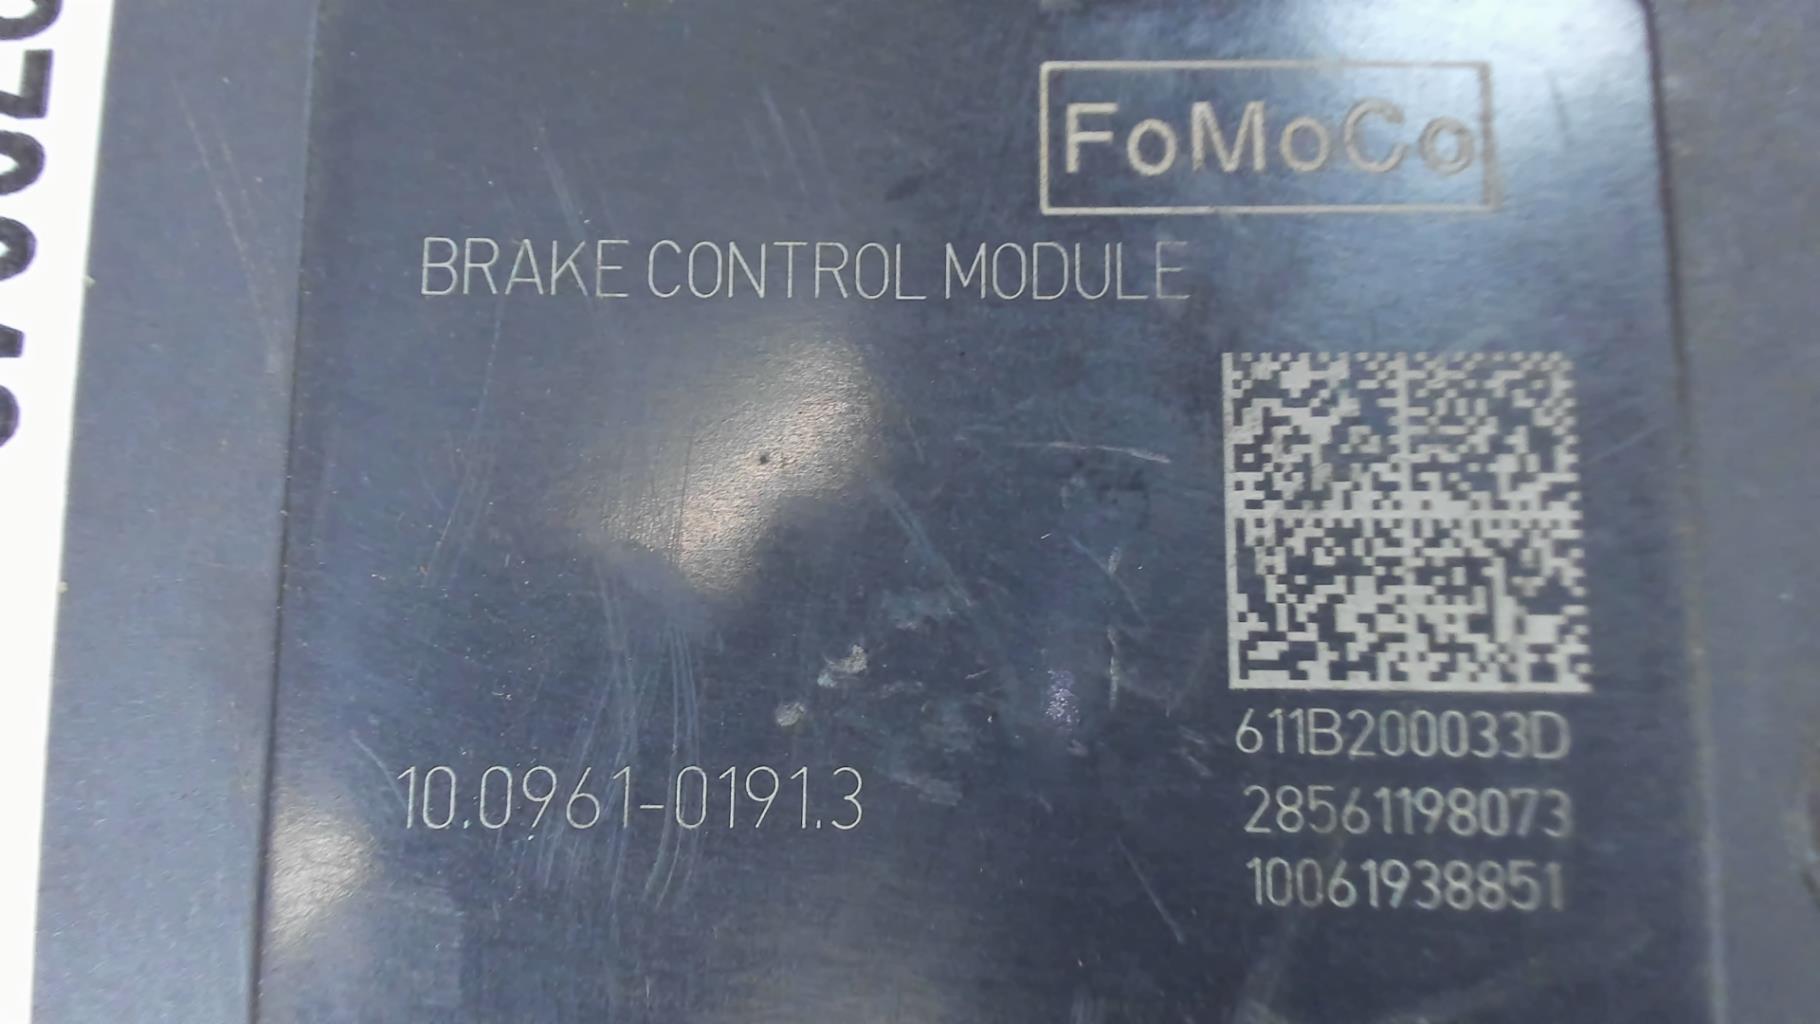 FoMoCo
BRAKE CONTROL MODULE
611B200033D
10.0961-0191.3
28561198073
10061938851